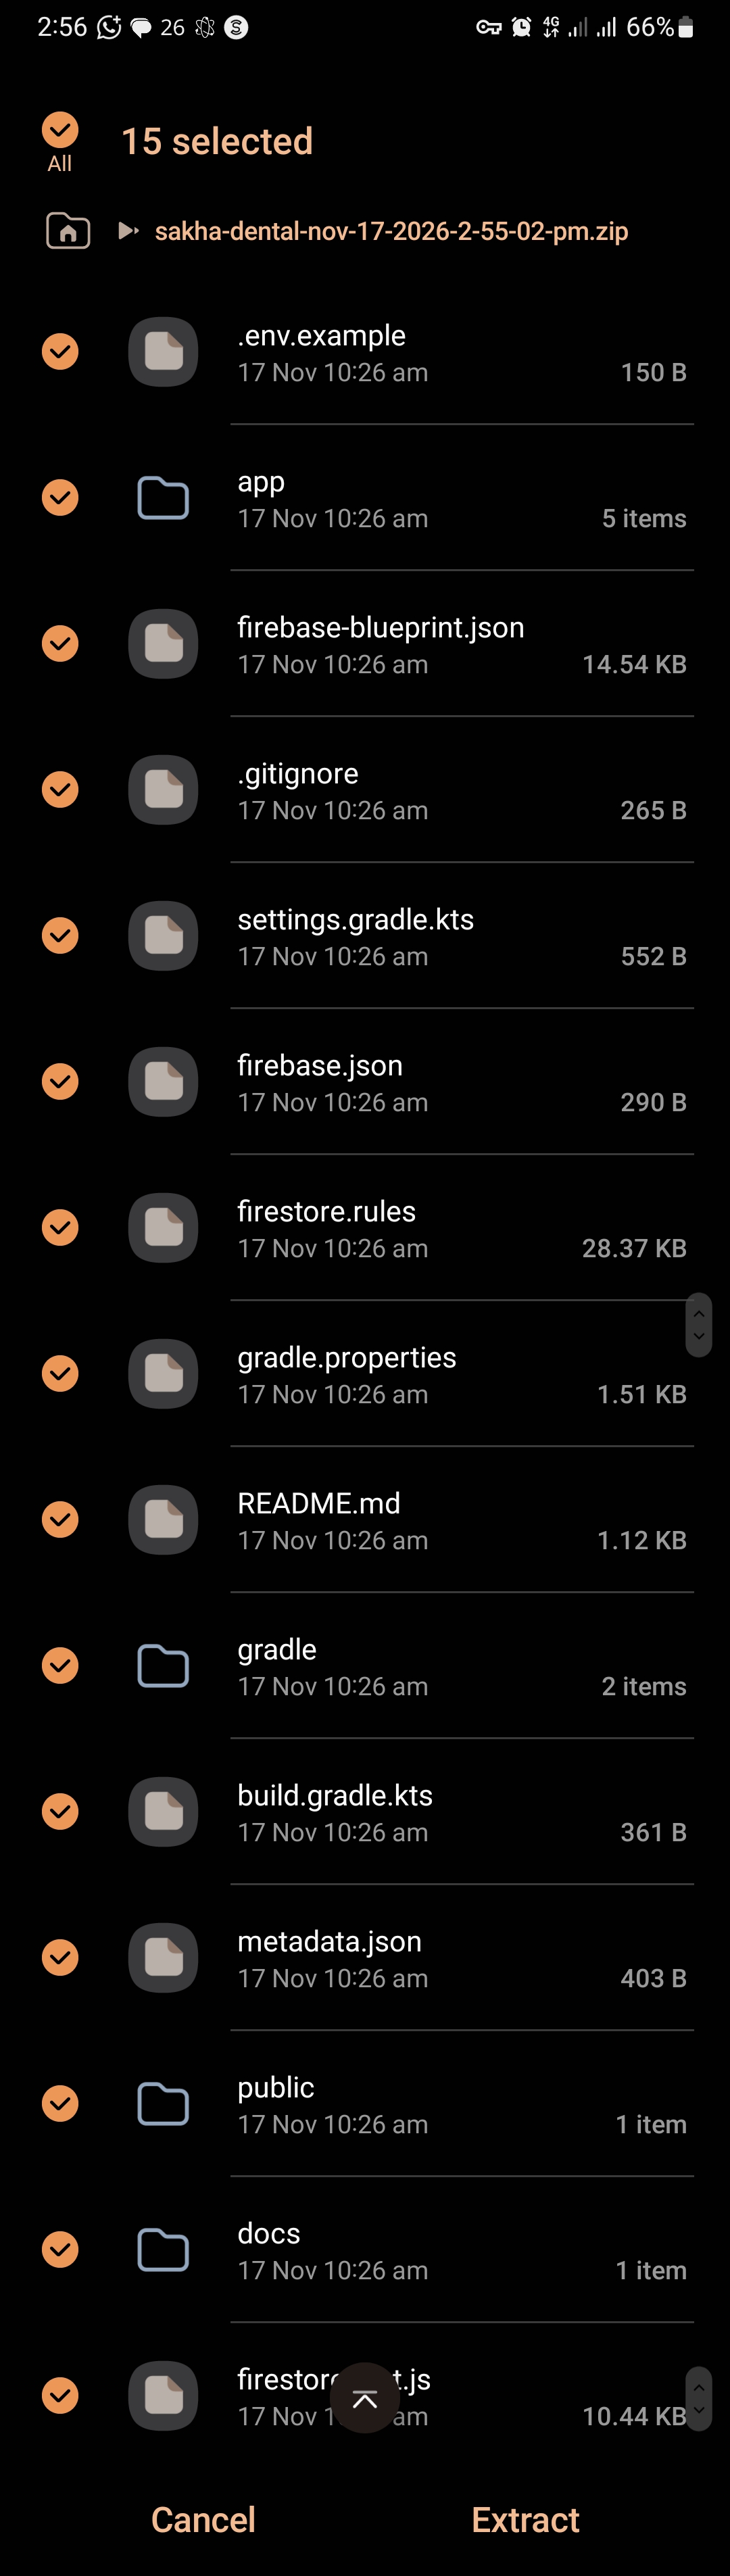 2:56 26 4G 66%
All
15 selected
sakha-dental-nov-17-2026-2-55-02-pm.zip
.env.example
17 Nov 10:26 am 150 B
app
17 Nov 10:26 am 5 items
firebase-blueprint.json
17 Nov 10:26 am 14.54 KB
.gitignore
17 Nov 10:26 am 265 B
settings.gradle.kts
17 Nov 10:26 am 552 B
firebase.json
17 Nov 10:26 am 290 B
firestore.rules
17 Nov 10:26 am 28.37 KB
gradle.properties
17 Nov 10:26 am 1.51 KB
README.md
17 Nov 10:26 am 1.12 KB
gradle
17 Nov 10:26 am 2 items
build.gradle.kts
17 Nov 10:26 am 361 B
metadata.json
17 Nov 10:26 am 403 B
public
17 Nov 10:26 am 1 item
docs
17 Nov 10:26 am 1 item
17 Nov am 10.44 KB
Cancel Extract